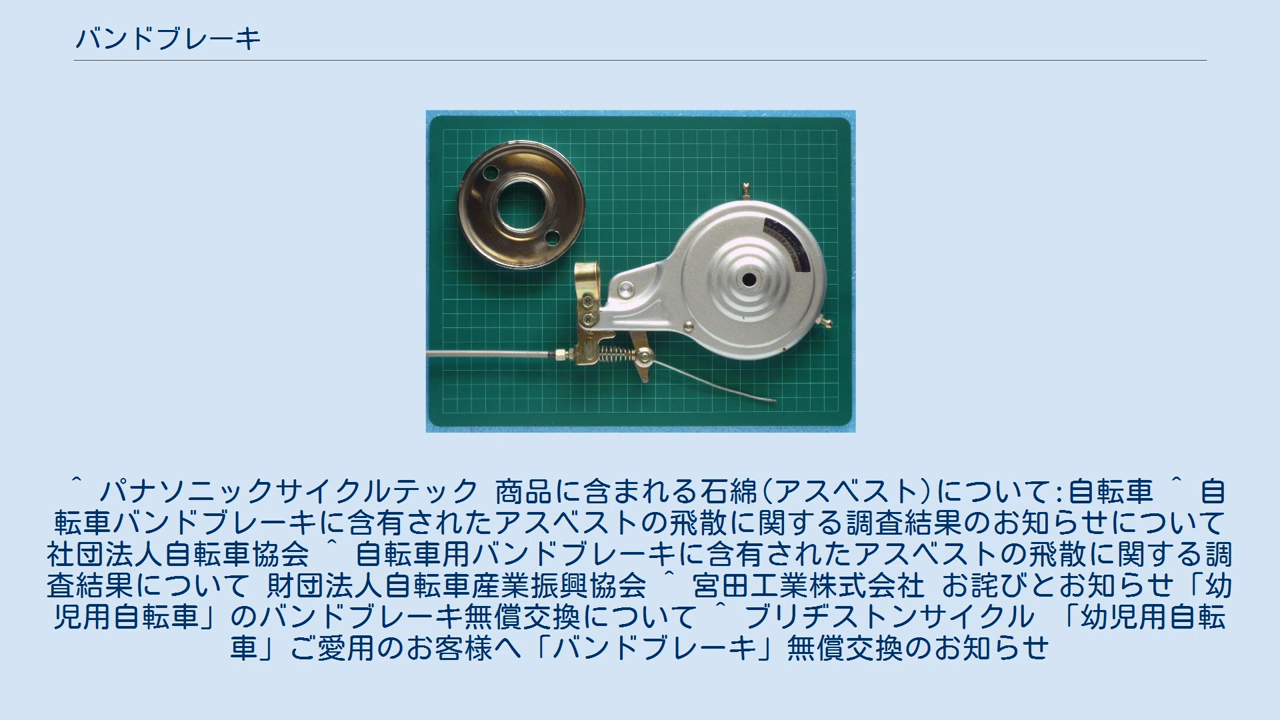 バンドブレーキ
^ パナソニックサイクルテック 商品に含まれる石綿(アスベスト)について:自転車 ^ 自
転車バンドブレーキに含有されたアスベストの飛散に関する調査結果のお知らせについて
社団法人自転車協会 ^ 自転車用バンドブレーキに含有されたアスベストの飛散に関する調
査結果について 財団法人自転車産業振興協会 ^ 宮田工業株式会社 お詫びとお知らせ「幼
児用自転車」のバンドブレーキ無償交換について ^ ブリヂストンサイクル 「幼児用自転
車」ご愛用のお客様へ「バンドブレーキ」無償交換のお知らせ